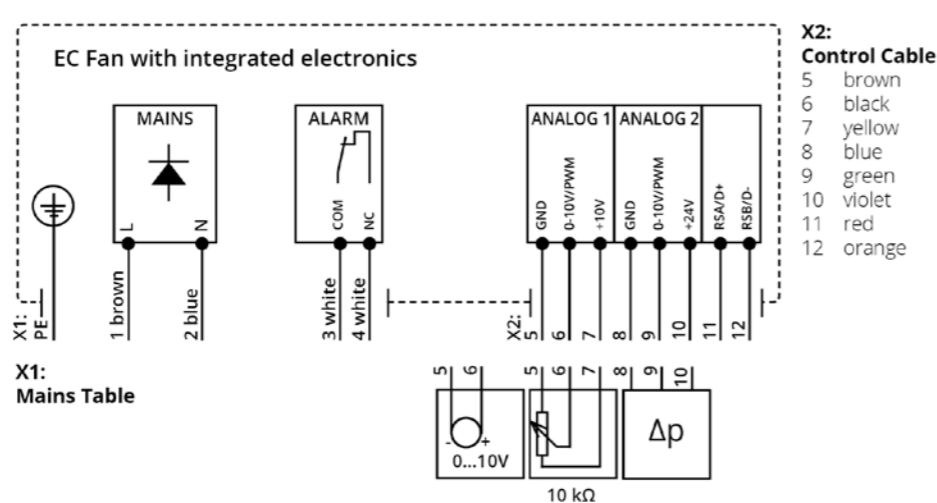 EC Fan with integrated electronics
MAINS
L
N
ALARM
COM
NC
ANALOG 1
GND
0-10V/PWM
+10V
ANALOG 2
GND
0-10V/PWM
+24V
RSA/D+
RSB/D-
X1:
PE
1 brown
2 blue
3 white
4 white
X2:
5
6
7
8
9
10
11
12
X1:
Mains Table
5
6
-
+
0...10V
5
6
7
10 kΩ
8
9
10
Δp
X2:
Control Cable
5 brown
6 black
7 yellow
8 blue
9 green
10 violet
11 red
12 orange